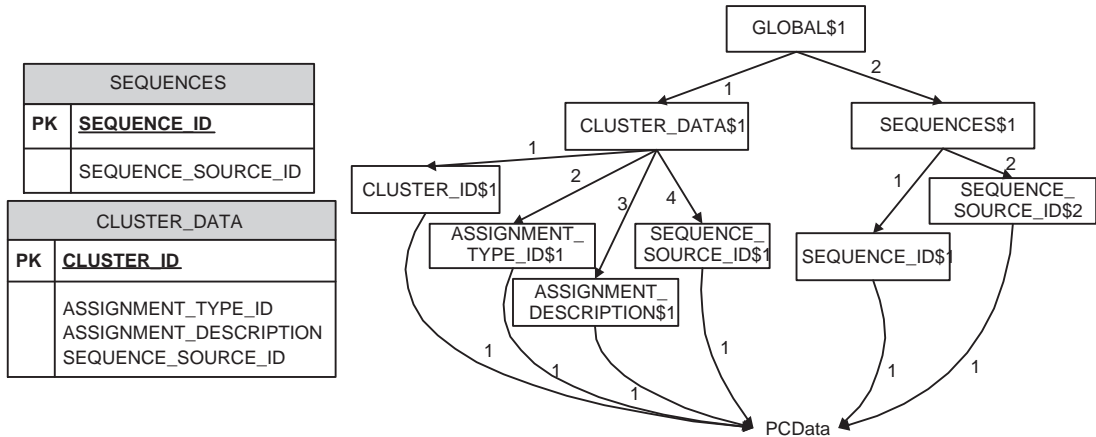 SEQUENCES
PK SEQUENCE_ID
SEQUENCE_SOURCE_ID
CLUSTER_DATA
PK CLUSTER_ID
ASSIGNMENT_TYPE_ID
ASSIGNMENT_DESCRIPTION
SEQUENCE_SOURCE_ID
GLOBAL$1
1
2
CLUSTER_DATA$1
SEQUENCES$1
1
2
3
4
1
2
CLUSTER_ID$1
ASSIGNMENT_
TYPE_ID$1
ASSIGNMENT_
DESCRIPTION$1
SEQUENCE_
SOURCE_ID$1
SEQUENCE_ID$1
SEQUENCE_
SOURCE_ID$2
1
1
1
1
1
1
PCData